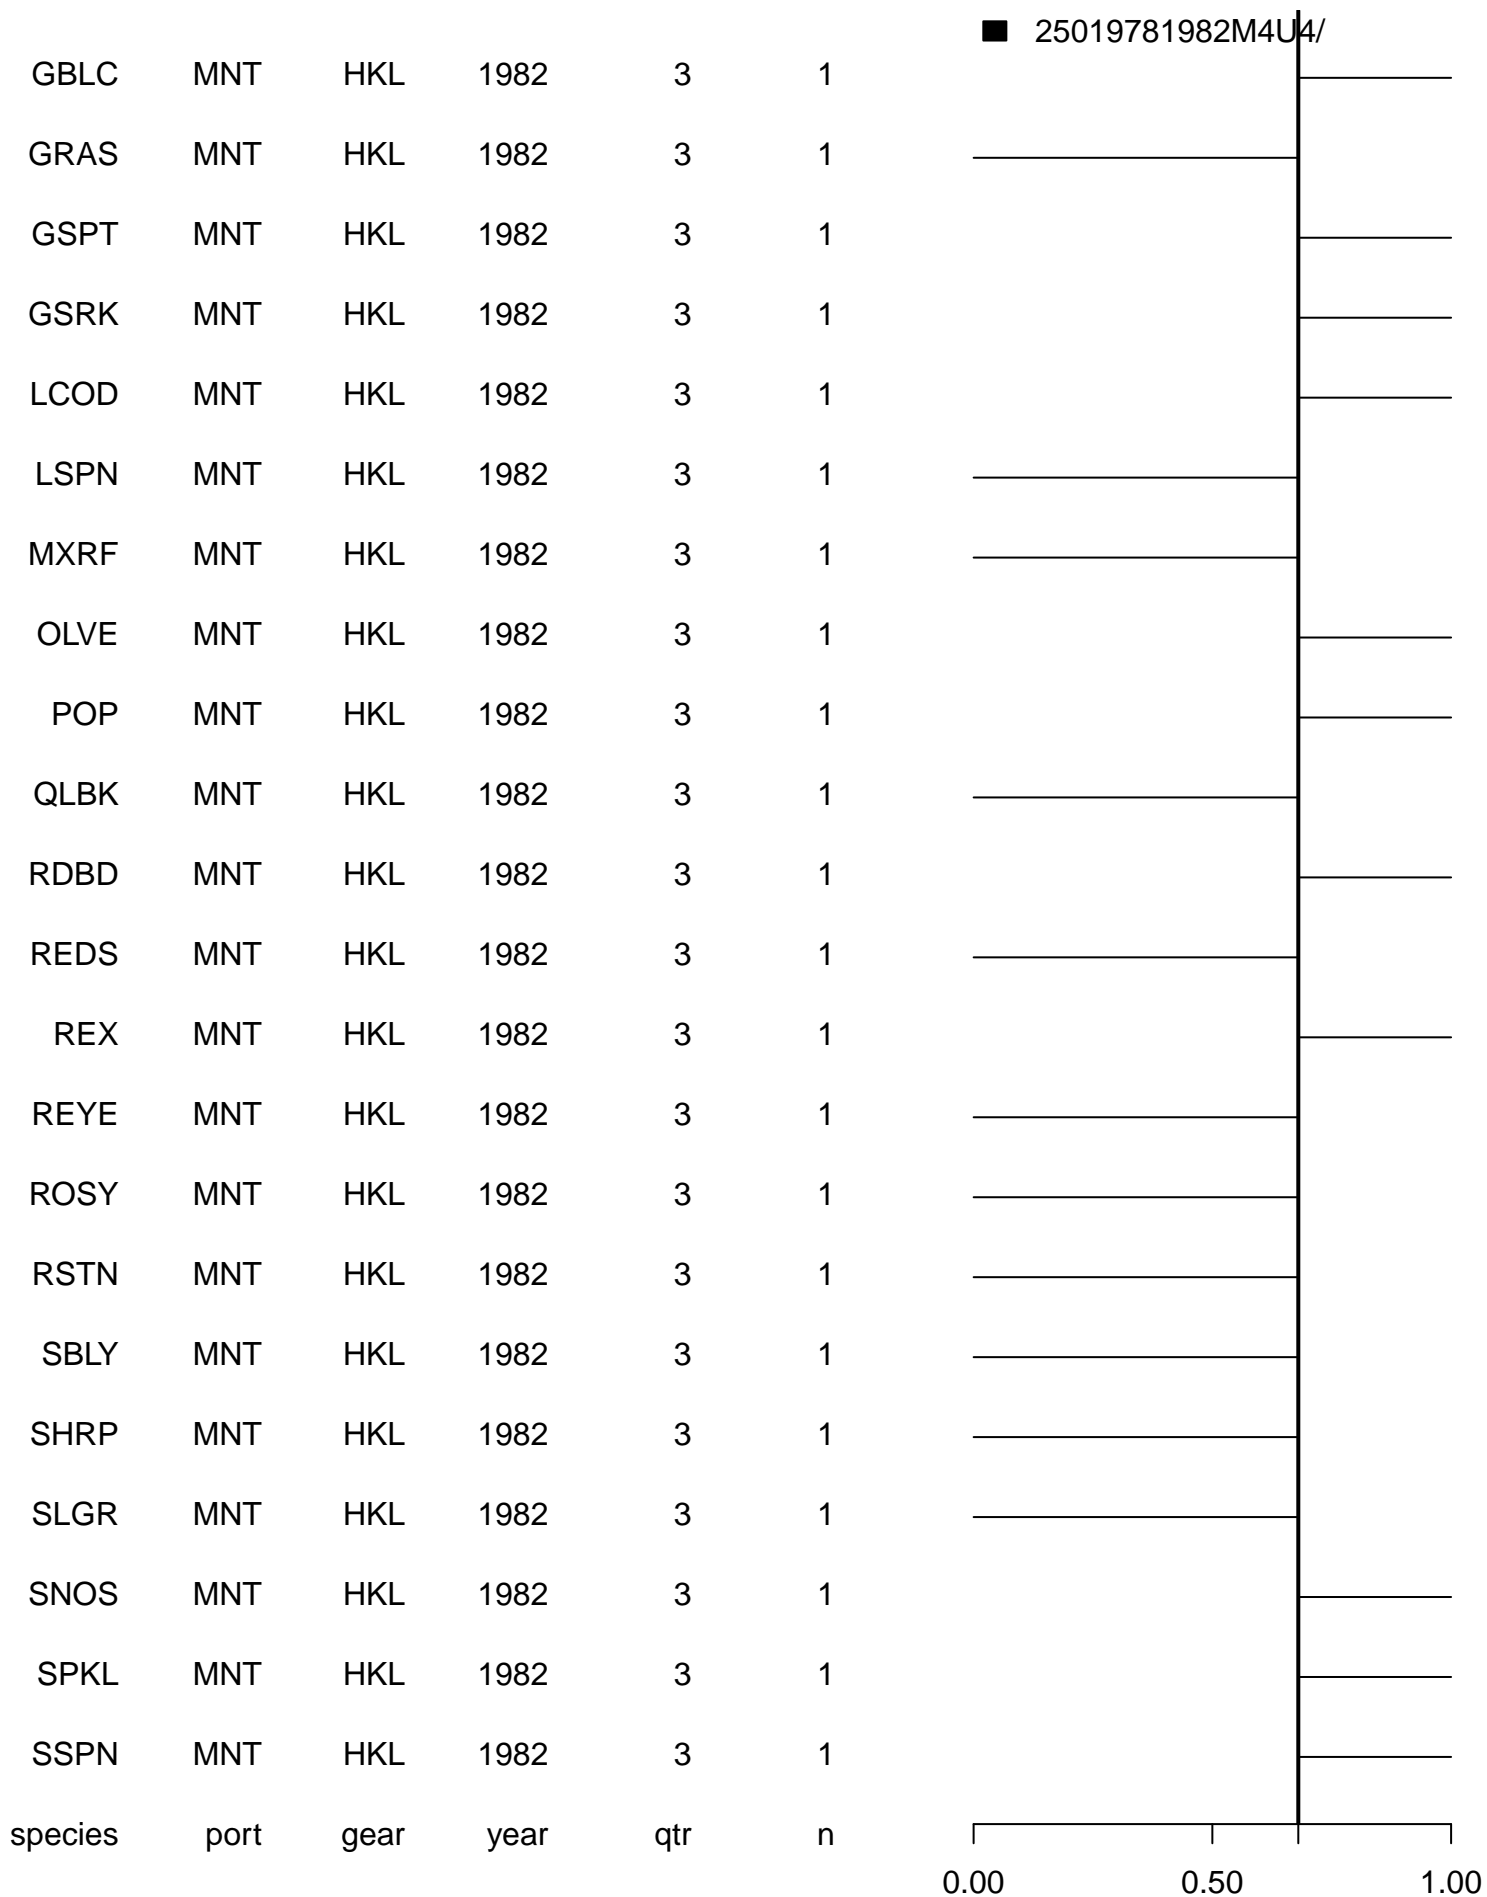 25019781982M4U4/
GBLC MNT HKL 1982 3 1
GRAS MNT HKL 1982 3 1
GSPT MNT HKL 1982 3 1
GSRK MNT HKL 1982 3 1
LCOD MNT HKL 1982 3 1
LSPN MNT HKL 1982 3 1
MXRF MNT HKL 1982 3 1
OLVE MNT HKL 1982 3 1
POP MNT HKL 1982 3 1
QLBK MNT HKL 1982 3 1
RDBD MNT HKL 1982 3 1
REDS MNT HKL 1982 3 1
REX MNT HKL 1982 3 1
REYE MNT HKL 1982 3 1
ROSY MNT HKL 1982 3 1
RSTN MNT HKL 1982 3 1
SBLY MNT HKL 1982 3 1
SHRP MNT HKL 1982 3 1
SLGR MNT HKL 1982 3 1
SNOS MNT HKL 1982 3 1
SPKL MNT HKL 1982 3 1
SSPN MNT HKL 1982 3 1
species port gear year qtr n
0.00 0.50 1.00